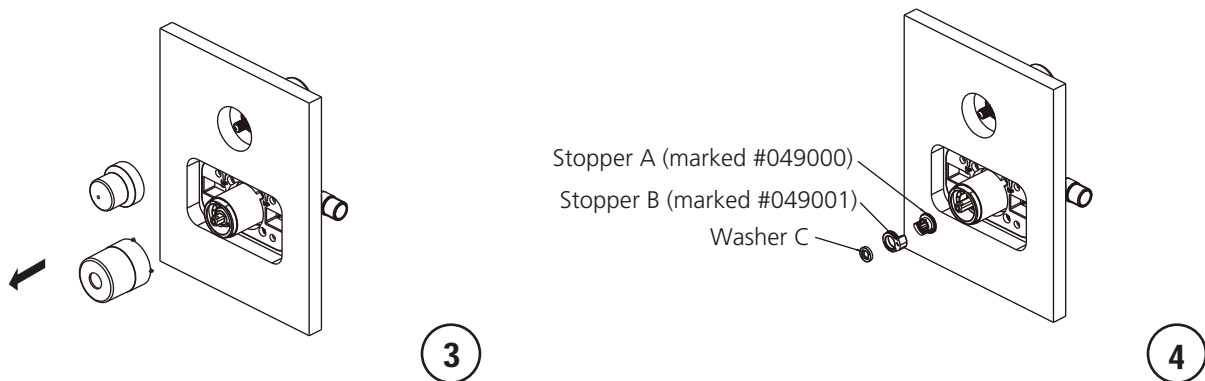 Stopper A (marked #049000)
Stopper B (marked #049001)
Washer C
3
4